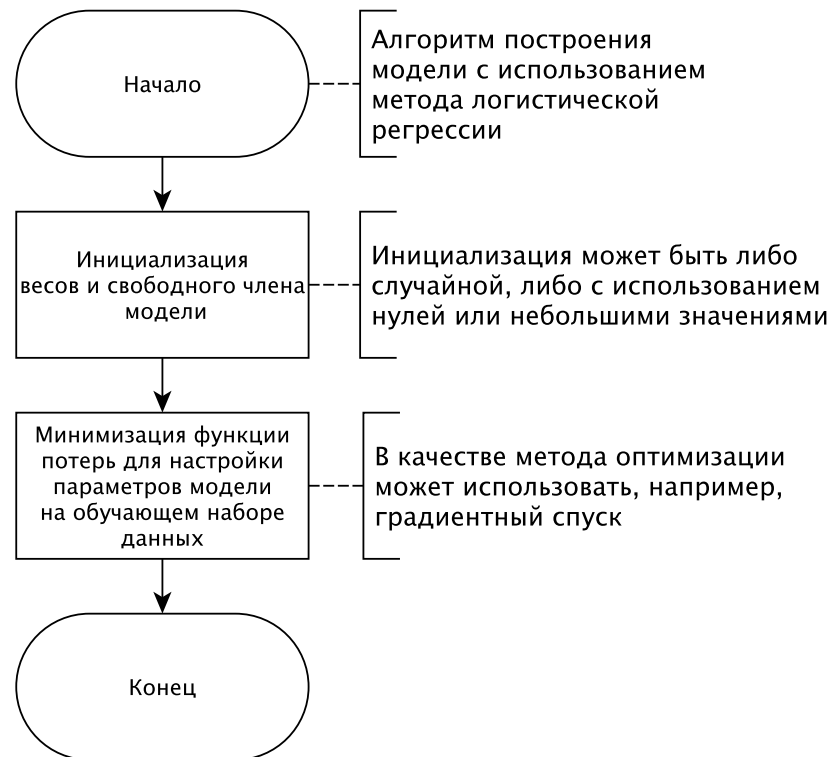 Начало
Алгоритм построения
модели с использованием
метода логистической
регрессии
Инициализация
весов и свободного члена
модели
Инициализация может быть либо
случайной, либо с использованием
нулей или небольшими значениями
Минимизация функции
потерь для настройки
параметров модели
на обучающем наборе
данных
В качестве метода оптимизации
может использовать, например,
градиентный спуск
Конец